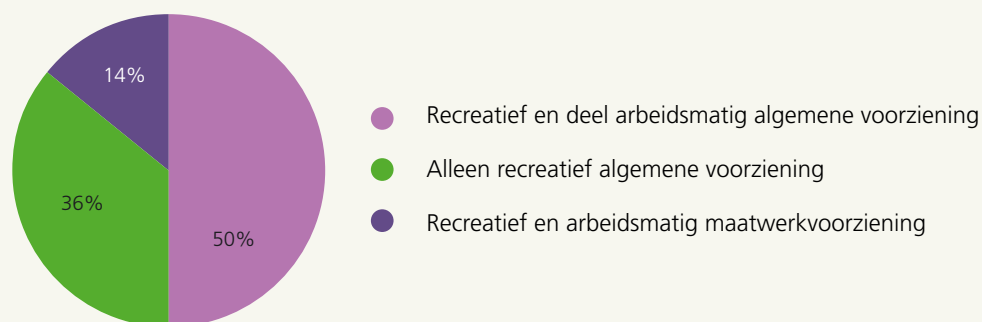 14%
36%
50%
Recreatief en deel arbeidsmatig algemene voorziening
Alleen recreatief algemene voorziening
Recreatief en arbeidsmatig maatwerkvoorziening